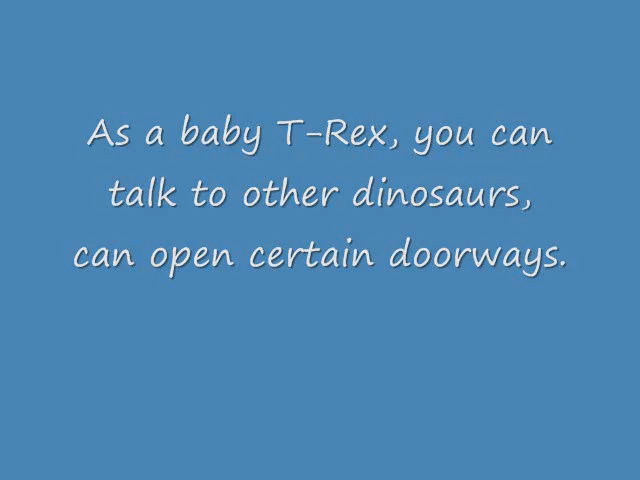 As a baby T-Rex, you can
talk to other dinosaurs,
can open certain doorways.